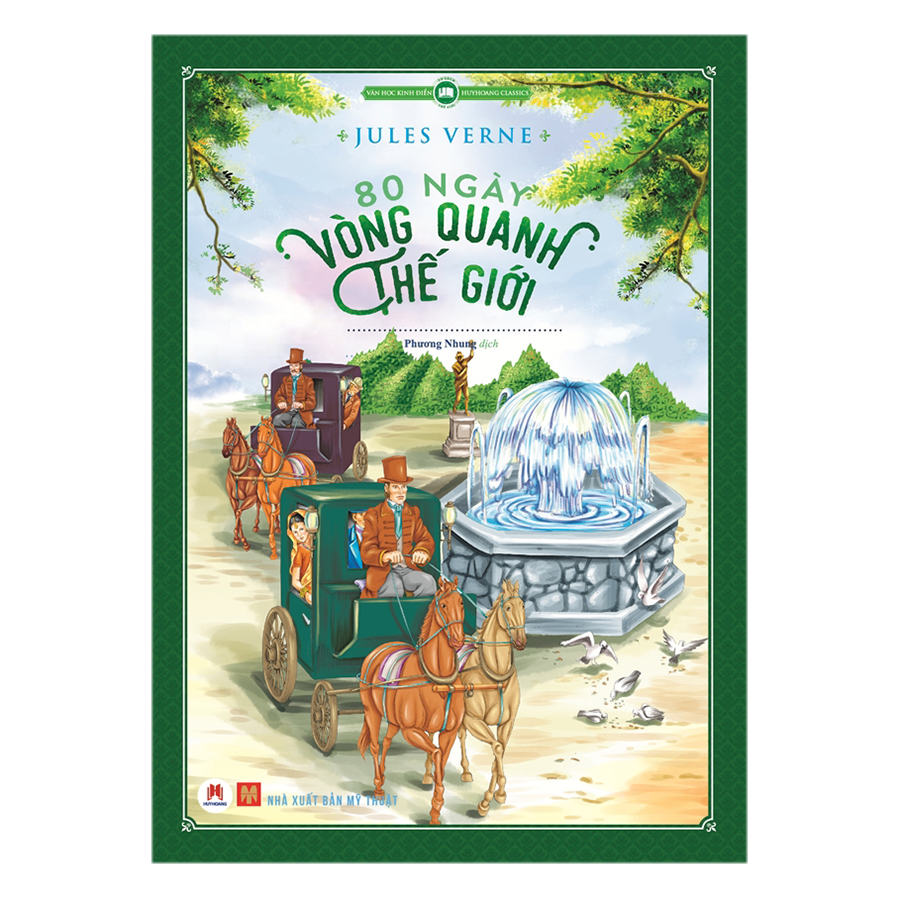 VĂN HỌC KINH ĐIỂN HUYHOANG CLASSICS
JULES VERNE
80 NGÀY
VÒNG QUANH
THẾ GIỚI
Phương Nhung dịch
HUYHOANG
NHÀ XUẤT BẢN MỸ THUẬT